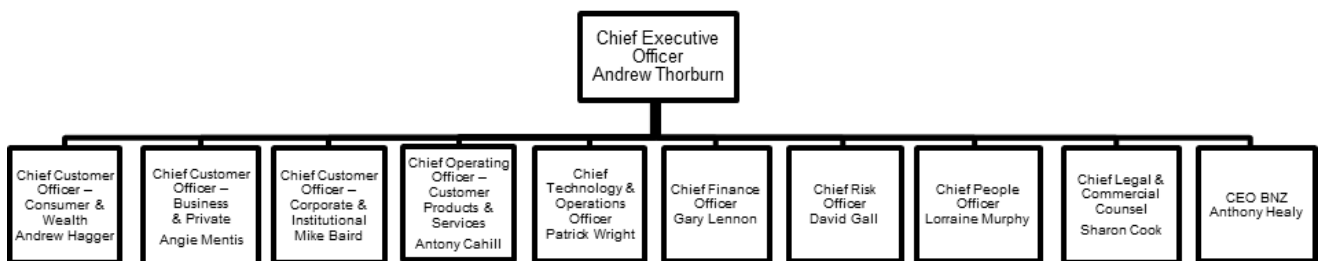 Chief Executive
Officer
Andrew Thorburn
Chief Customer
Officer –
Consumer &
Wealth
Andrew Hagger
Chief Customer
Officer –
Business
& Private
Angie Mentis
Chief Customer
Officer –
Corporate &
Institutional
Mike Baird
Chief Operating
Officer –
Customer
Products &
Services
Antony Cahill
Chief
Technology &
Operations
Officer
Patrick Wright
Chief Finance
Officer
Gary Lennon
Chief Risk
Officer
David Gall
Chief People
Officer
Lorraine Murphy
Chief Legal &
Commercial
Counsel
Sharon Cook
CEO BNZ
Anthony Healy